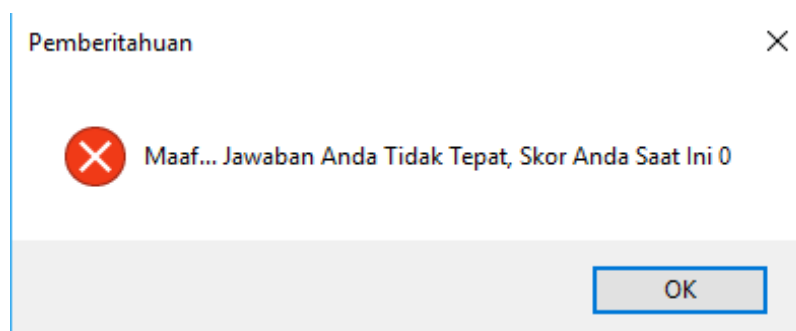 Pemberitahuan
Maaf... Jawaban Anda Tidak Tepat, Skor Anda Saat Ini 0
OK